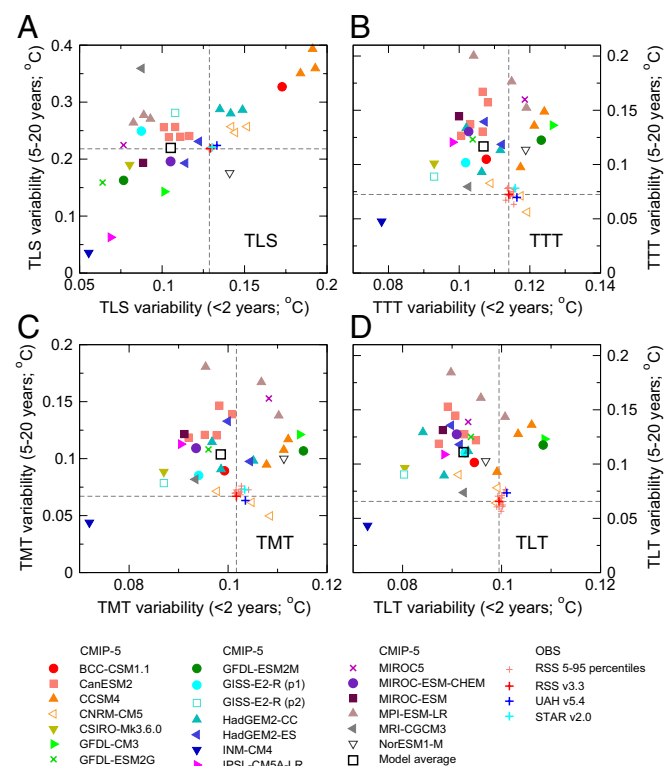 A
B
0.4
0.3
0.2
0.1
0
TLS variability (5-20 years; °C)
TLS
0.1
0.15
0.2
TLS variability (<2 years; °C)
0.2
0.15
0.1
0.05
0
TTT variability (5-20 years; °C)
TTT
0.08
0.1
0.12
0.14
TTT variability (<2 years; °C)
C
D
0.2
0.15
0.1
0.05
0
TMT variability (5-20 years; °C)
TMT
0.08
0.1
0.12
TMT variability (<2 years; °C)
0.2
0.15
0.1
0.05
0
TLT variability (5-20 years; °C)
TLT
0.08
0.1
0.12
TLT variability (<2 years; °C)
CMIP-5
BCC-CSM1.1
CanESM2
CCSM4
CNRM-CM5
CSIRO-Mk3.6.0
GFDL-CM3
GFDL-ESM2G
CMIP-5
GFDL-ESM2M
GISS-E2-R (p1)
GISS-E2-R (p2)
HadGEM2-CC
HadGEM2-ES
INM-CM4
IPSL-CM5A-LR
CMIP-5
MIROC5
MIROC-ESM-CHEM
MIROC-ESM
MPI-ESM-LR
MRI-CGCM3
NorESM1-M
Model average
OBS
RSS 5-95 percentiles
RSS v3.3
UAH v5.4
STAR v2.0